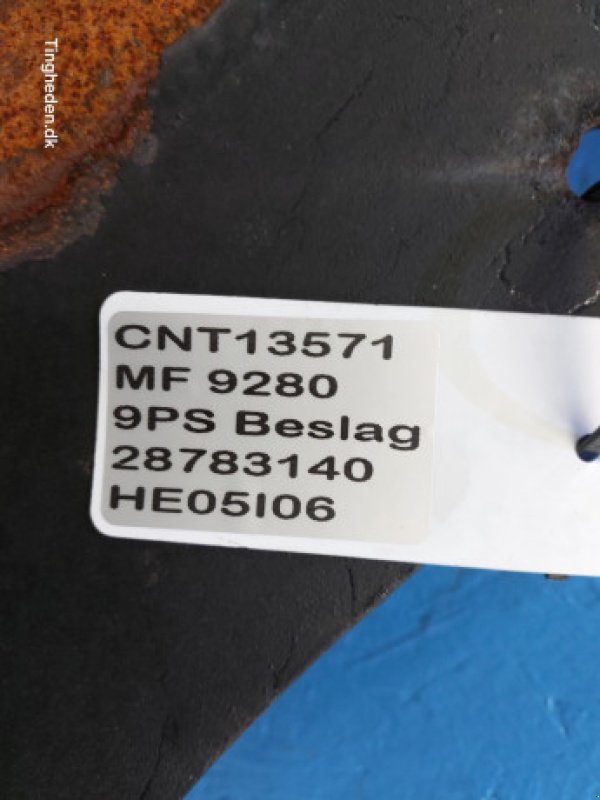 Tingheden.dk
CNT13571
MF 9280
9PS Beslag
28783140
HE05I06